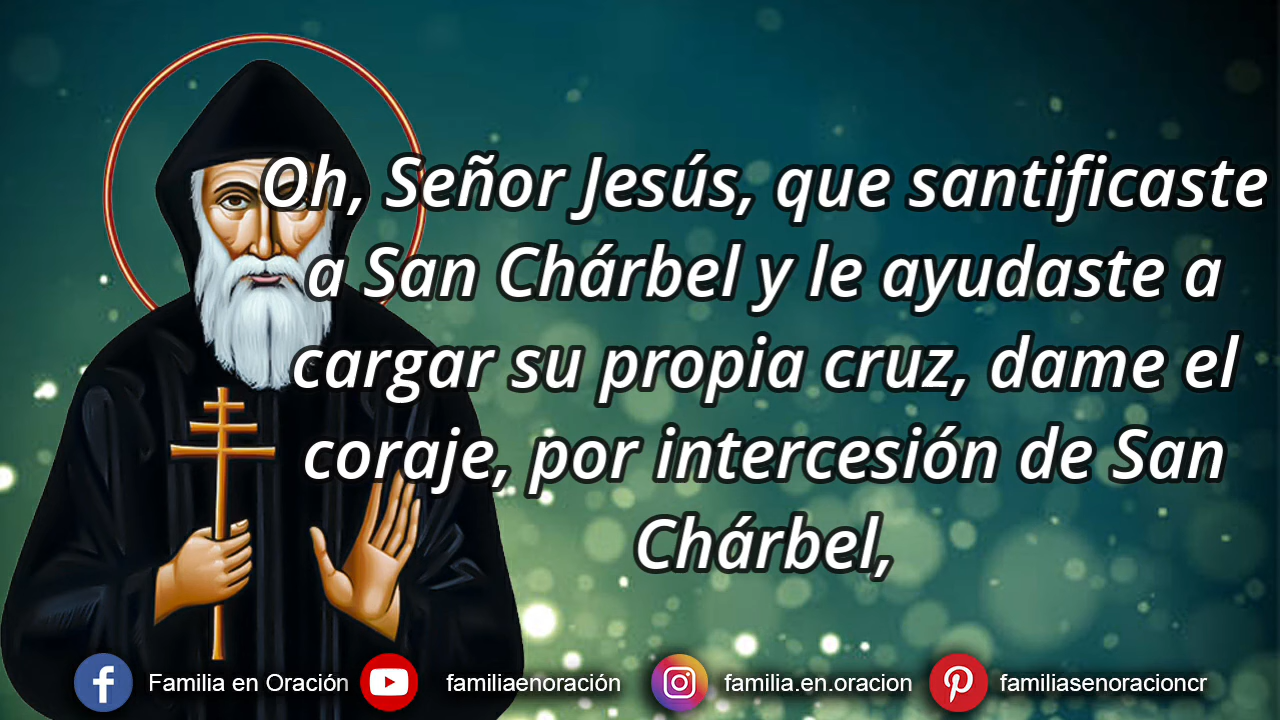 Oh, Señor Jesús, que santificaste
a San Chárbel y le ayudaste a
cargar su propia cruz, dame el
coraje, por intercesión de San
Chárbel,
Familia en Oración
familiaenoración
familia.en.oracion
familiasenoracioncr